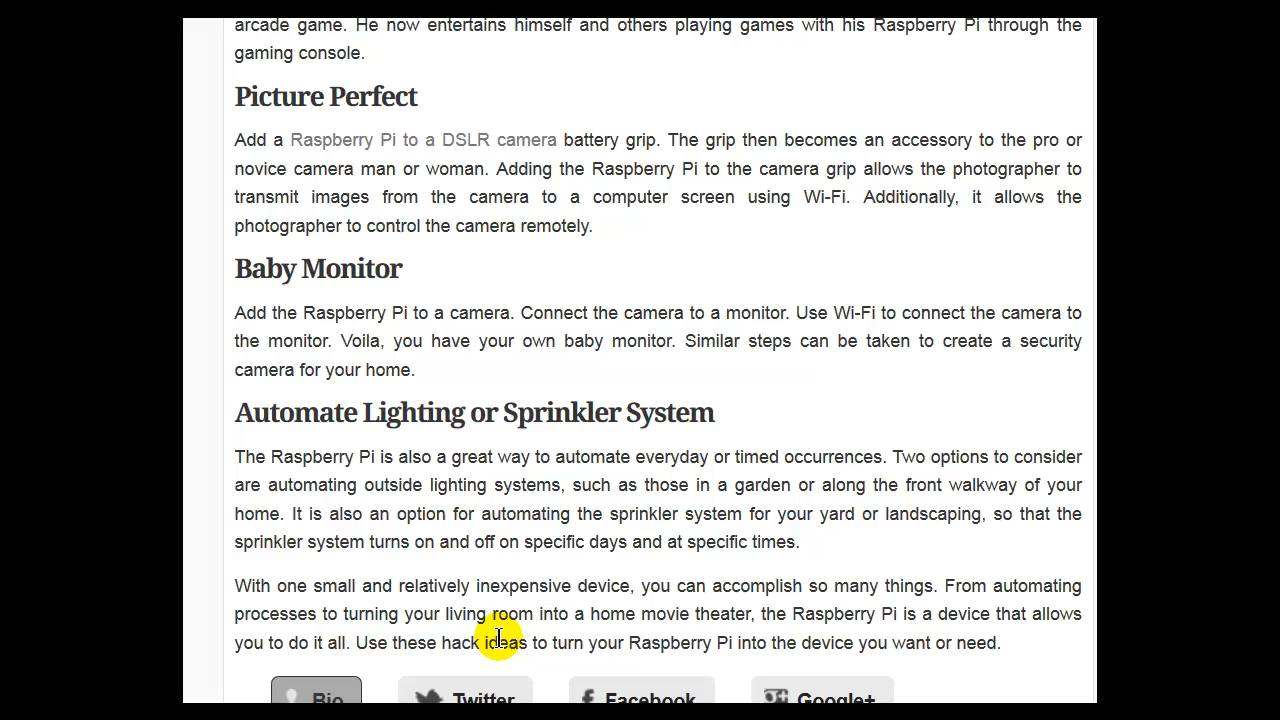 arcade game. He now entertains himself and others playing games with his Raspberry Pi through the
gaming console.
Picture Perfect
Add a Raspberry Pi to a DSLR camera battery grip. The grip then becomes an accessory to the pro or
novice camera man or woman. Adding the Raspberry Pi to the camera grip allows the photographer to
transmit images from the camera to a computer screen using Wi-Fi. Additionally, it allows the
photographer to control the camera remotely.
Baby Monitor
Add the Raspberry Pi to a camera. Connect the camera to a monitor. Use Wi-Fi to connect the camera to
the monitor. Voila, you have your own baby monitor. Similar steps can be taken to create a security
camera for your home.
Automate Lighting or Sprinkler System
The Raspberry Pi is also a great way to automate everyday or timed occurrences. Two options to consider
are automating outside lighting systems, such as those in a garden or along the front walkway of your
home. It is also an option for automating the sprinkler system for your yard or landscaping, so that the
sprinkler system turns on and off on specific days and at specific times.
With one small and relatively inexpensive device, you can accomplish so many things. From automating
processes to turning your living room into a home movie theater, the Raspberry Pi is a device that allows
you to do it all. Use these hack ideas to turn your Raspberry Pi into the device you want or need.
Bio Twitter Facebook Google+